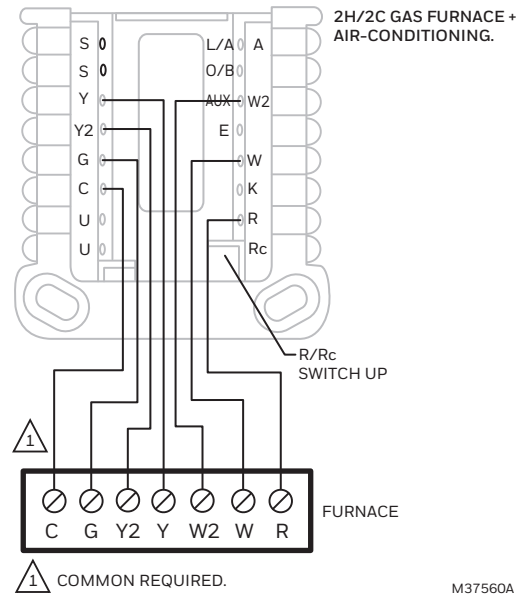 2H/2C GAS FURNACE +
AIR-CONDITIONING.
S L/A A
S O/B
Y AUX W2
Y2 E
G W
C K
U R
U Rc
R/Rc
SWITCH UP
1
C G Y2 Y W2 W R
FURNACE
1 COMMON REQUIRED.
M37560A